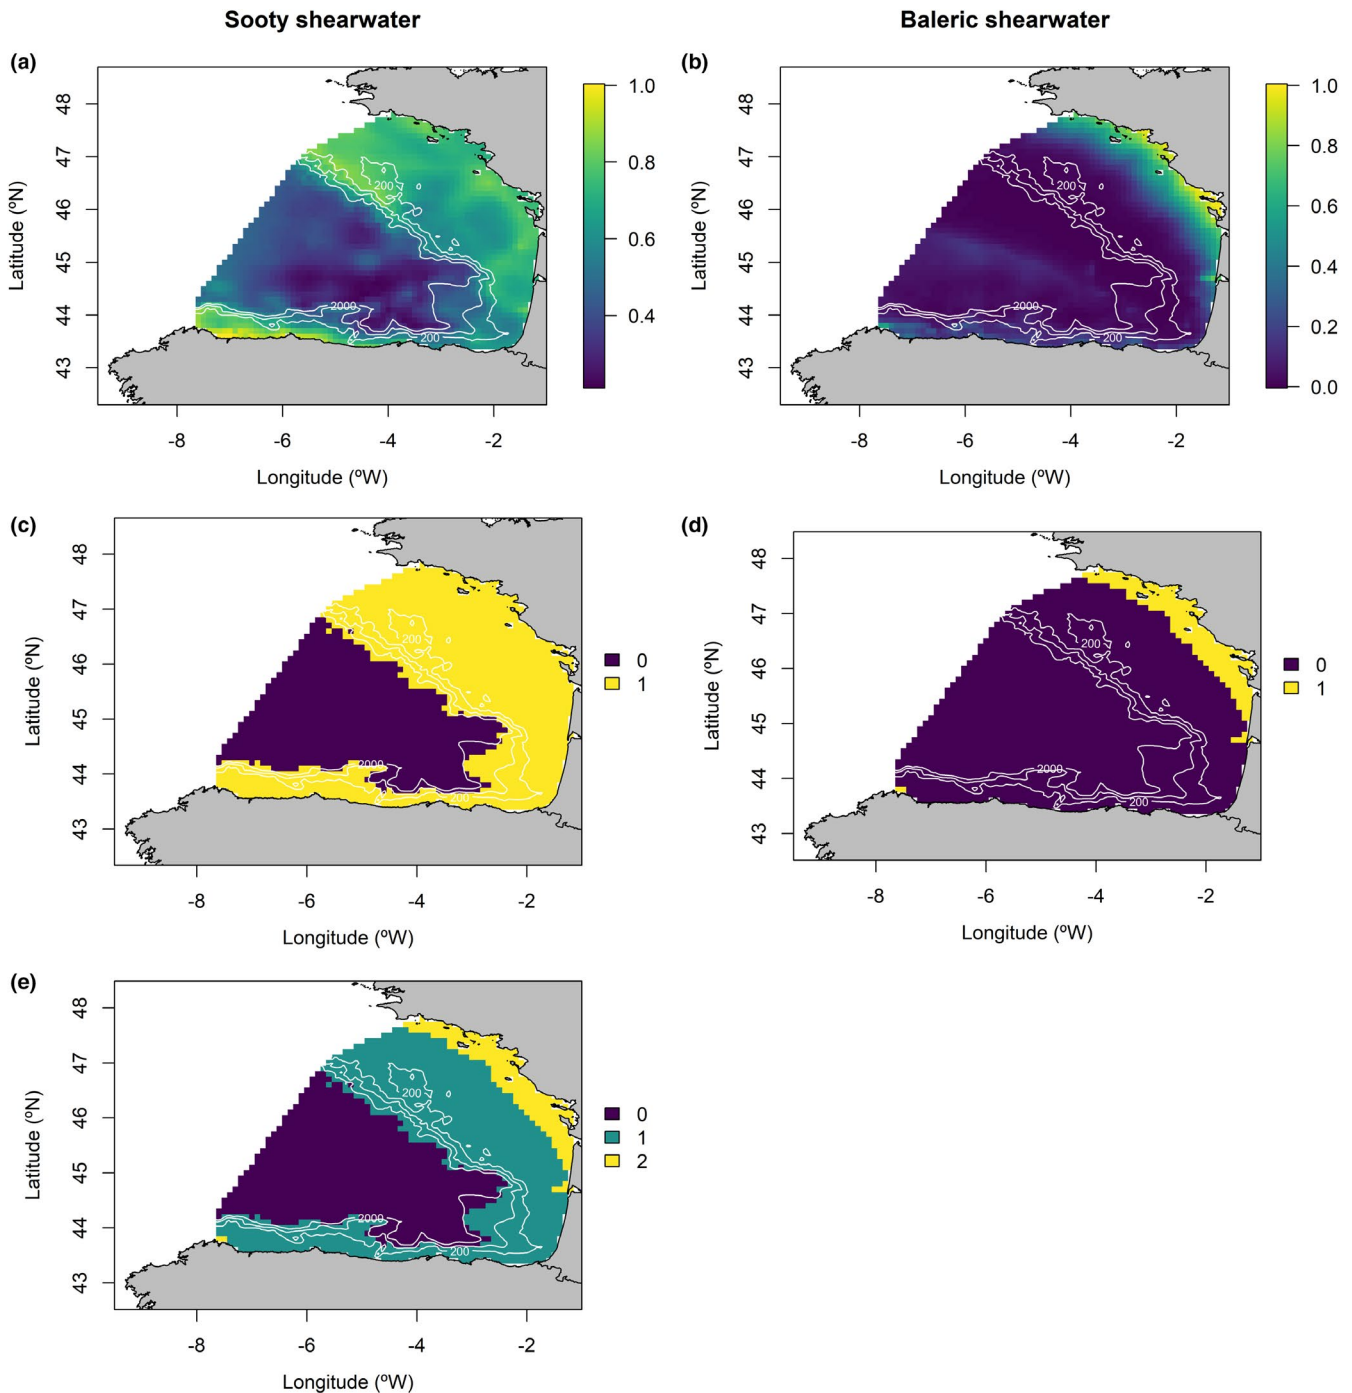 Sooty shearwater
Baleric shearwater
(a)
48
47
46
45
44
43
Latitude (ºN)
200
2000
200
-8 -6 -4 -2
Longitude (ºW)
1.0
0.8
0.6
0.4
(b)
48
47
46
45
44
43
Latitude (ºN)
200
2000
200
-8 -6 -4 -2
Longitude (ºW)
1.0
0.8
0.6
0.4
0.2
0.0
(c)
48
47
46
45
44
43
Latitude (ºN)
200
2000
200
-8 -6 -4 -2
Longitude (ºW)
0
1
(d)
48
47
46
45
44
43
Latitude (ºN)
200
2000
200
-8 -6 -4 -2
Longitude (ºW)
0
1
(e)
48
47
46
45
44
43
Latitude (ºN)
200
2000
200
-8 -6 -4 -2
Longitude (ºW)
0
1
2